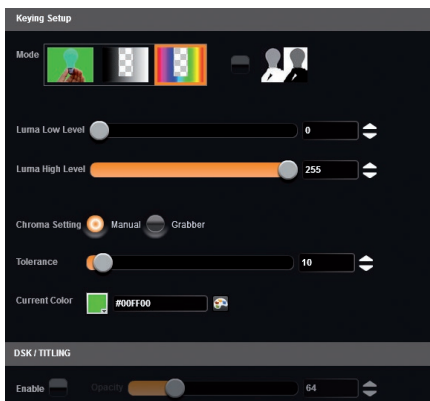 Keying Setup
Mode
Luma Low Level 0
Luma High Level 255
Chroma Setting Manual Grabber
Tolerance 10
Current Color #00FF00
DSK / TITLING
Enable Opacity 64